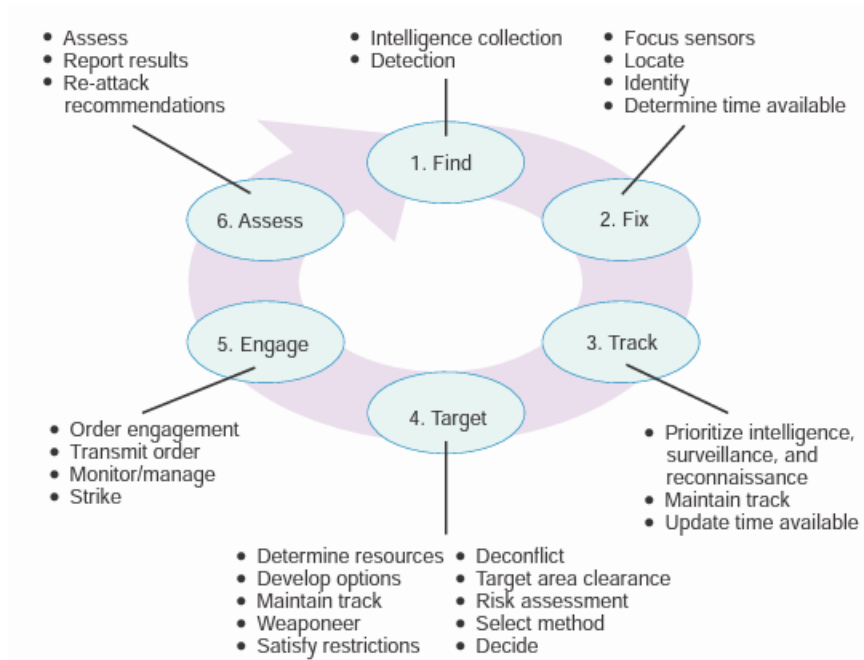 • Assess
• Report results
• Re-attack
recommendations
• Intelligence collection
• Detection
• Focus sensors
• Locate
• Identify
• Determine time available
1. Find
2. Fix
3. Track
4. Target
5. Engage
6. Assess
• Prioritize intelligence,
surveillance, and
reconnaissance
• Maintain track
• Update time available
• Determine resources
• Develop options
• Maintain track
• Weaponeer
• Satisfy restrictions
• Deconflict
• Target area clearance
• Risk assessment
• Select method
• Decide
• Order engagement
• Transmit order
• Monitor/manage
• Strike